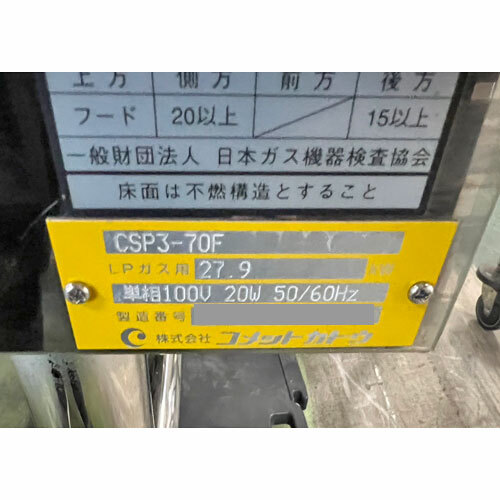 上方 側方 前方 後方
フード 20以上 15以上
一般財団法人 日本ガス機器検査協会
床面は不燃構造とすること
CSP3-70F
LPガス用 27.9 kW
単相100V 20W 50/60Hz
製造番号
株式会社 コメットカトウ